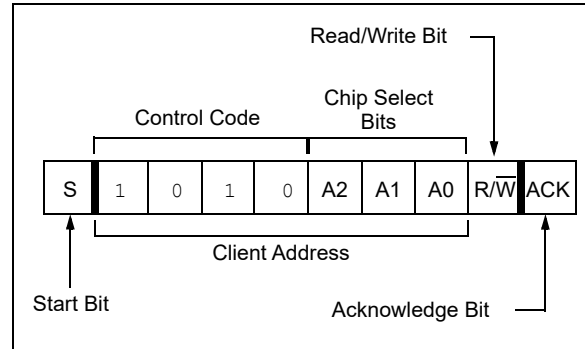 Read/Write Bit
Chip Select
Bits
Control Code
S 1 0 1 0 A2 A1 A0 R/W̅ ACK
Client Address
Start Bit
Acknowledge Bit